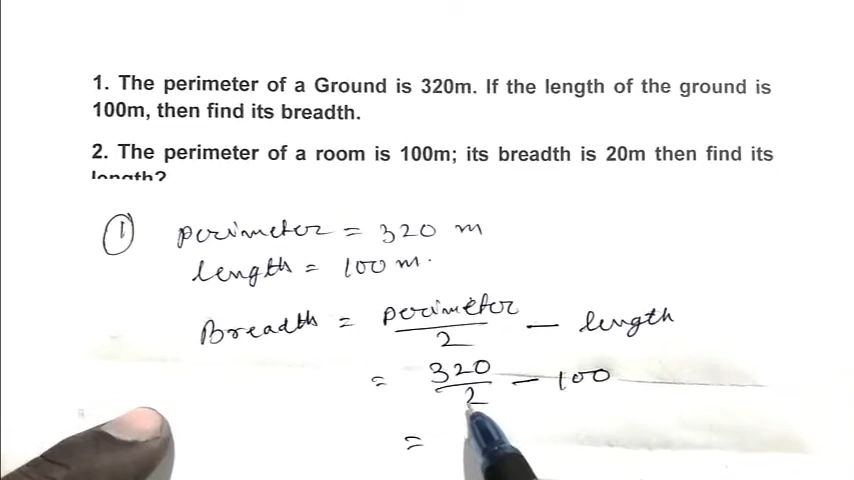 1. The perimeter of a Ground is 320m. If the length of the ground is
100m, then find its breadth.
2. The perimeter of a room is 100m; its breadth is 20m then find its
length?
1 perimeter = 320 m
length = 100 m.
Breadth = perimeter/2 - length
= 320/2 - 100
=